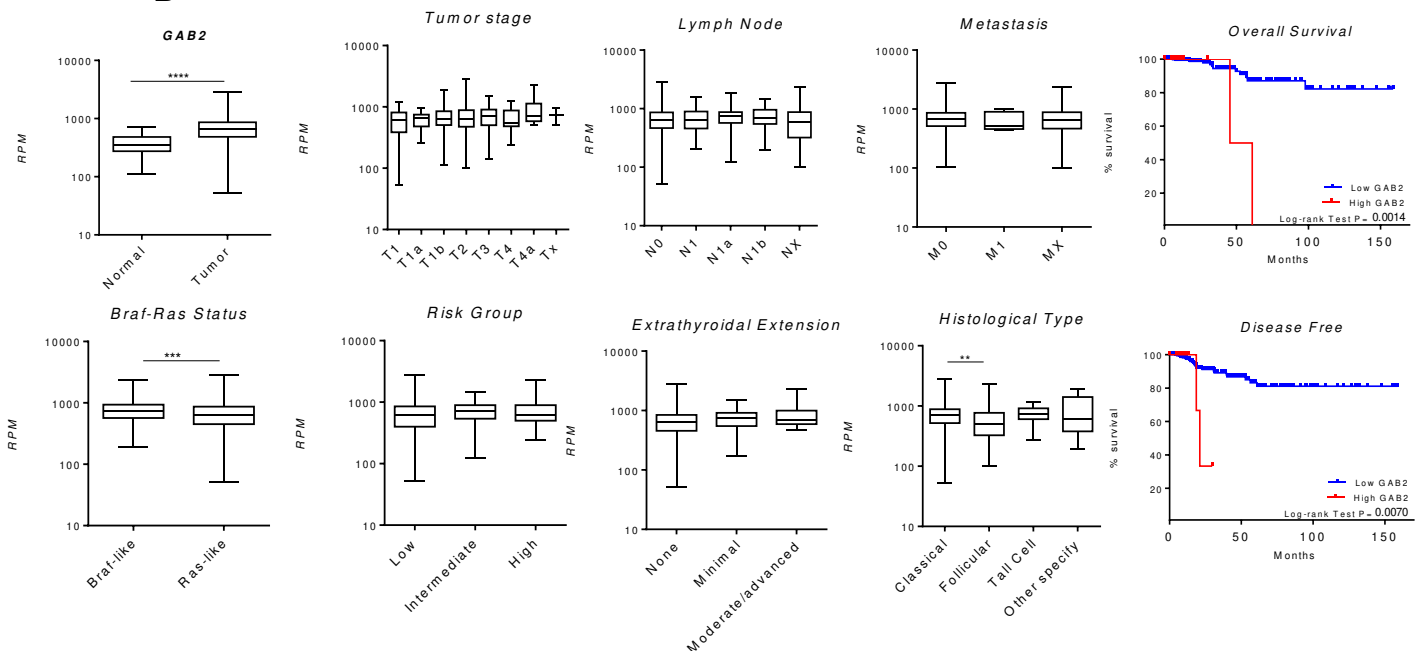 GAB2
RPM
10000
1000
100
10
****
Normal
Tumor
Tumor stage
RPM
10000
1000
100
10
T1
T1a
T1b
T2
T3
T4
T4a
Tx
Lymph Node
RPM
10000
1000
100
10
N0
N1
N1a
N1b
NX
Metastasis
RPM
10000
1000
100
10
M0
M1
MX
Overall Survival
% survival
100
80
60
40
20
Low GAB2
High GAB2
Log-rank Test P= 0.0014
0
50
100
150
Months
Braf-Ras Status
RPM
10000
1000
100
10
***
Braf-like
Ras-like
Risk Group
RPM
10000
1000
100
10
Low
Intermediate
High
Extrathyroidal Extension
RPM
10000
1000
100
10
None
Minimal
Moderate/advanced
Histological Type
RPM
10000
1000
100
10
**
Classical
Follicular
Tall Cell
Other specify
Disease Free
% survival
100
80
60
40
20
Low GAB2
High GAB2
Log-rank Test P= 0.0070
0
50
100
150
Months